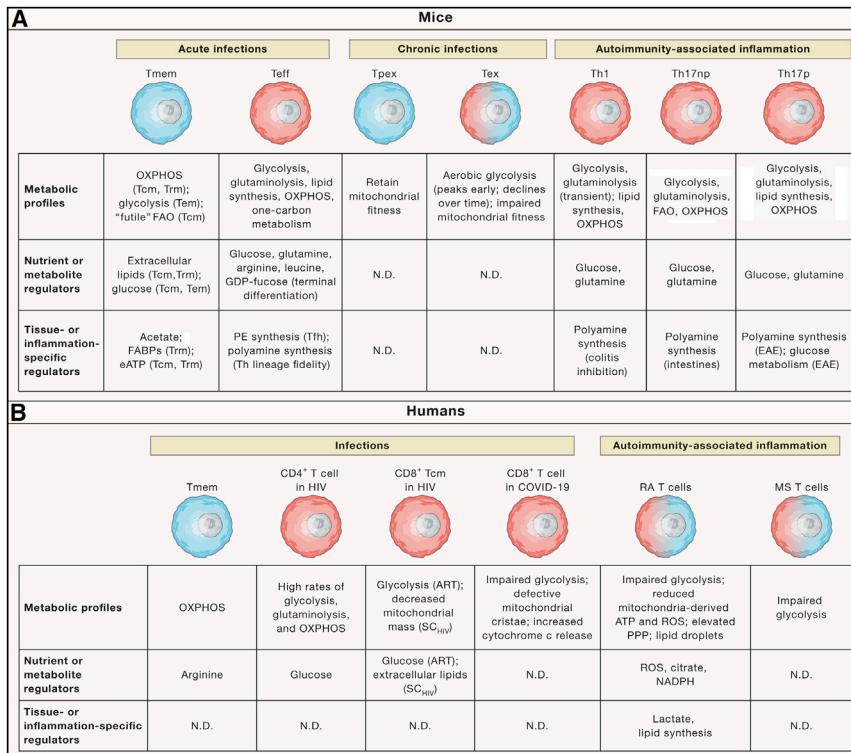 A
Mice
Acute infections
Chronic infections
Autoimmunity-associated inflammation
Tmem
Teff
Tpex
Tex
Th1
Th17np
Th17p
Metabolic
profiles
OXPHOS
(Tcm, Trm);
glycolysis (Tem);
“futile” FAO (Tcm)
Glycolysis,
glutaminolysis, lipid
synthesis, OXPHOS,
one-carbon
metabolism
Retain
mitochondrial
fitness
Aerobic glycolysis
(peaks early; declines
over time); impaired
mitochondrial fitness
Glycolysis,
glutaminolysis
(transient); lipid
synthesis,
OXPHOS
Glycolysis,
glutaminolysis,
FAO, OXPHOS
Glycolysis,
glutaminolysis,
lipid synthesis,
OXPHOS
Nutrient or
metabolite
regulators
Extracellular
lipids (Tcm,Trm);
glucose (Tcm, Tem)
Glucose, glutamine,
arginine, leucine,
GDP-fucose (terminal
differentiation)
N.D.
N.D.
Glucose,
glutamine
Glucose,
glutamine
Glucose, glutamine
Tissue- or
inflammation-
specific
regulators
Acetate;
FABPs (Trm);
eATP (Tcm, Trm)
PE synthesis (Tfh);
polyamine synthesis
(Th lineage fidelity)
N.D.
N.D.
Polyamine
synthesis
(colitis
inhibition)
Polyamine
synthesis
(intestines)
Polyamine synthesis
(EAE); glucose
metabolism (EAE)
B
Humans
Infections
Autoimmunity-associated inflammation
Tmem
CD4⁺ T cell
in HIV
CD8⁺ Tcm
in HIV
CD8⁺ T cell
in COVID-19
RA T cells
MS T cells
Metabolic profiles
OXPHOS
High rates of
glycolysis,
glutaminolysis,
and OXPHOS
Glycolysis (ART);
decreased
mitochondrial
mass (SC_HIV)
Impaired glycolysis;
defective
mitochondrial
cristae; increased
cytochrome c release
Impaired glycolysis;
reduced
mitochondria-derived
ATP and ROS; elevated
PPP; lipid droplets
Impaired
glycolysis
Nutrient or
metabolite
regulators
Arginine
Glucose
Glucose (ART);
extracellular lipids
(SC_HIV)
N.D.
ROS, citrate,
NADPH
N.D.
Tissue- or
inflammation-specific
regulators
N.D.
N.D.
N.D.
N.D.
Lactate,
lipid synthesis
N.D.